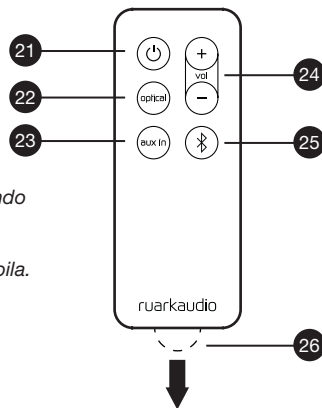 21
+
24
vol
22
optical
−
23
aux in
25
ndo
pila.
ruarkaudio
26